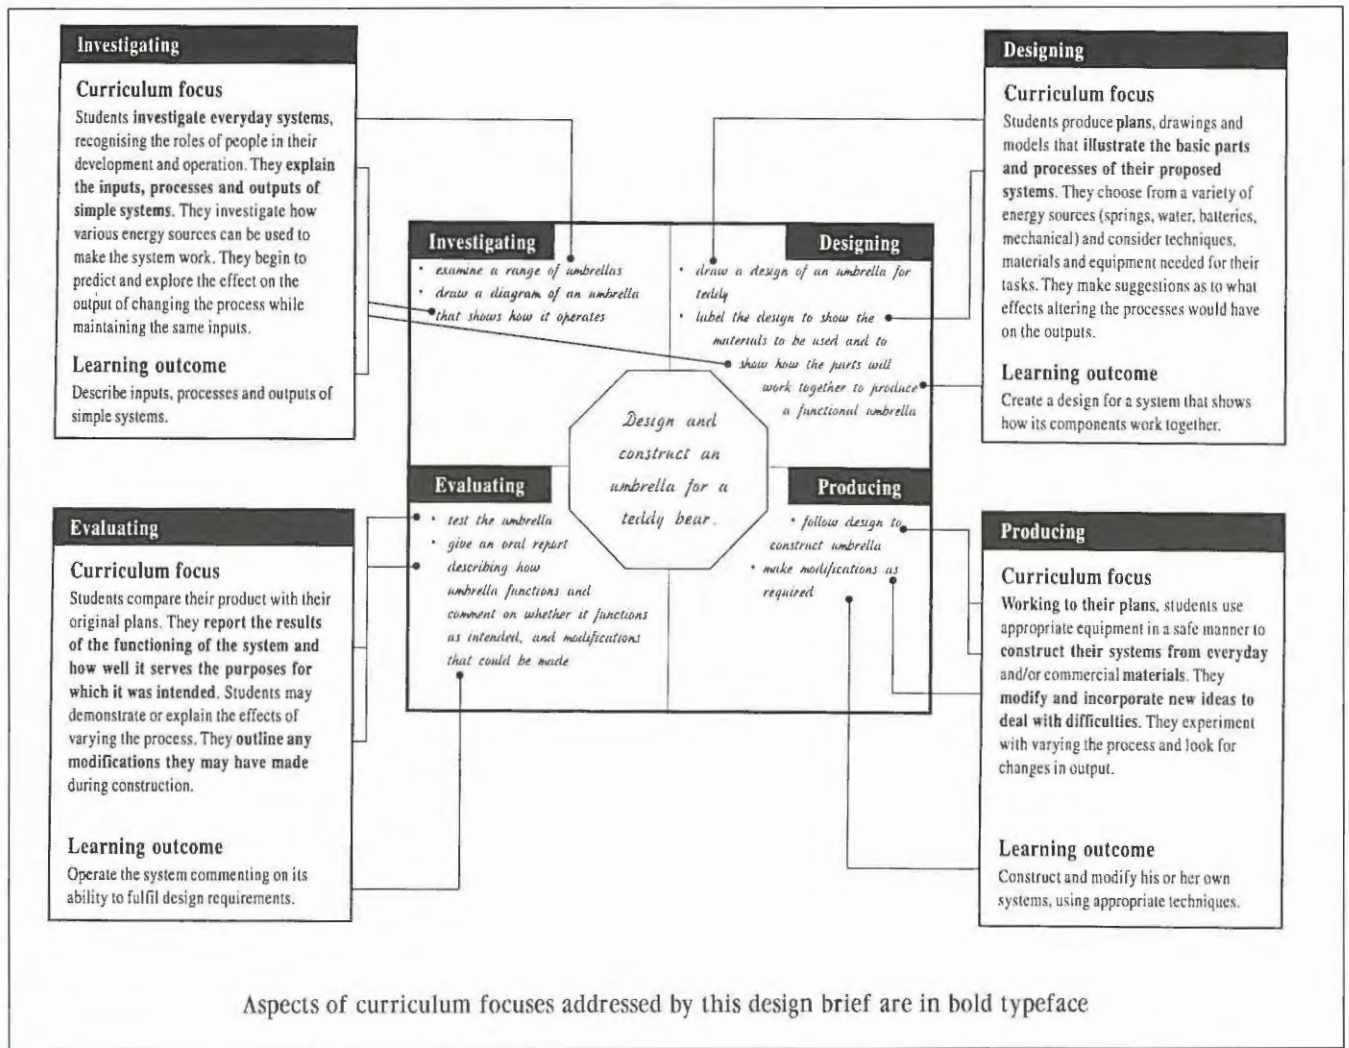 Investigating
Curriculum focus
Students investigate everyday systems,
recognising the roles of people in their
development and operation. They explain
the inputs, processes and outputs of
simple systems. They investigate how
various energy sources can be used to
make the system work. They begin to
predict and explore the effect on the
output of changing the process while
maintaining the same inputs.
Learning outcome
Describe inputs, processes and outputs of
simple systems.
Designing
Curriculum focus
Students produce plans, drawings and
models that illustrate the basic parts
and processes of their proposed
systems. They choose from a variety of
energy sources (springs, water, batteries,
mechanical) and consider techniques,
materials and equipment needed for their
tasks. They make suggestions as to what
effects altering the processes would have
on the outputs.
Learning outcome
Create a design for a system that shows
how its components work together.
Investigating
• examine a range of umbrellas
• draw a diagram of an umbrella
that shows how it operates
Designing
• draw a design of an umbrella for
teddy
• label the design to show the
materials to be used and to
show how the parts will
work together to produce
a functional umbrella
Design and
construct an
umbrella for a
teddy bear.
Evaluating
• test the umbrella
• give an oral report
describing how
umbrella functions and
comment on whether it functions
as intended, and modifications
that could be made
Producing
• follow design to
construct umbrella
• make modifications as
required
Evaluating
Curriculum focus
Students compare their product with their
original plans. They report the results
of the functioning of the system and
how well it serves the purposes for
which it was intended. Students may
demonstrate or explain the effects of
varying the process. They outline any
modifications they may have made
during construction.
Learning outcome
Operate the system commenting on its
ability to fulfil design requirements.
Producing
Curriculum focus
Working to their plans, students use
appropriate equipment in a safe manner to
construct their systems from everyday
and/or commercial materials. They
modify and incorporate new ideas to
deal with difficulties. They experiment
with varying the process and look for
changes in output.
Learning outcome
Construct and modify his or her own
systems, using appropriate techniques.
Aspects of curriculum focuses addressed by this design brief are in bold typeface